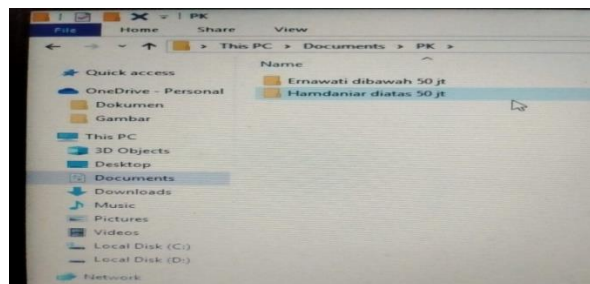 PK
File Home Share View
This PC > Documents > PK >
Name
Quick access
Ernawati dibawah 50 jt
OneDrive - Personal
Hamdaniar diatas 50 jt
Dokumen
Gambar
This PC
3D Objects
Desktop
Documents
Downloads
Music
Pictures
Videos
Local Disk (C:)
Local Disk (D:)
Network